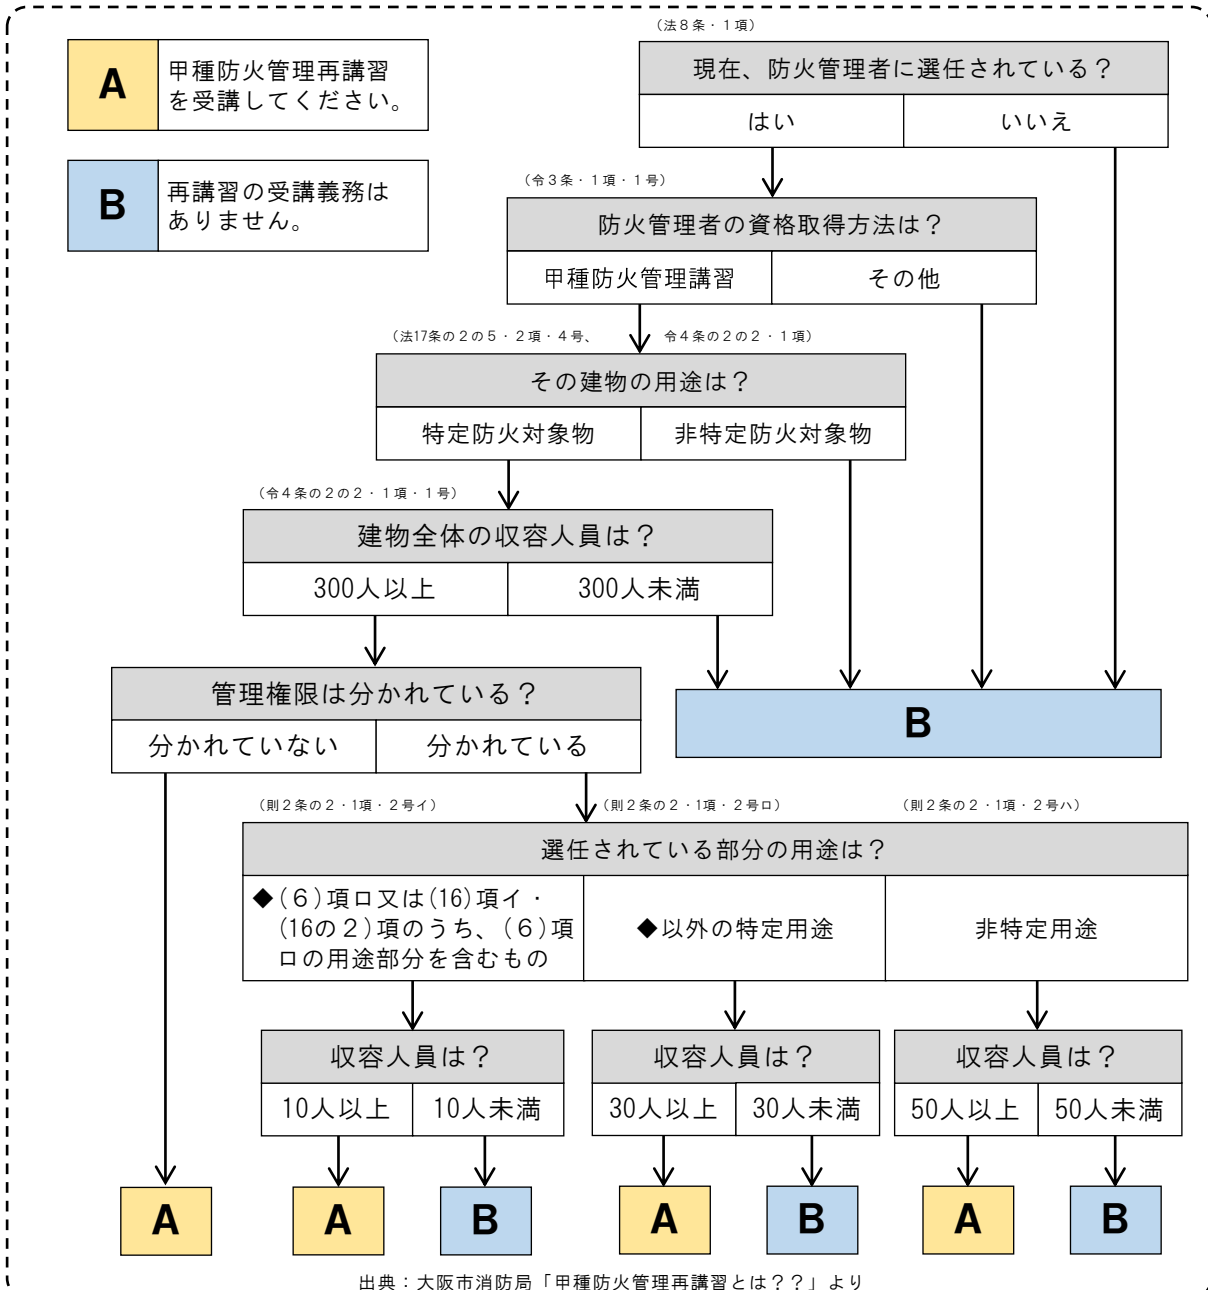 A
甲種防火管理再講習
を受講してください。
B
再講習の受講義務は
ありません。
(法8条・1項)
現在、防火管理者に選任されている？
はい
いいえ
(令3条・1項・1号)
防火管理者の資格取得方法は？
甲種防火管理講習
その他
(法17条の2の5・2項・4号、 令4条の2の2・1項)
その建物の用途は？
特定防火対象物
非特定防火対象物
(令4条の2の2・1項・1号)
建物全体の収容人員は？
300人以上
300人未満
管理権限は分かれている？
分かれていない
分かれている
B
(則2条の2・1項・2号イ)
(則2条の2・1項・2号ロ)
(則2条の2・1項・2号ハ)
選任されている部分の用途は？
◆(6)項ロ又は(16)項イ・
(16の2)項のうち、(6)項
ロの用途部分を含むもの
◆以外の特定用途
非特定用途
収容人員は？
収容人員は？
収容人員は？
10人以上
10人未満
30人以上
30人未満
50人以上
50人未満
A
A
B
A
B
A
B
出典：大阪市消防局「甲種防火管理再講習とは？？」より